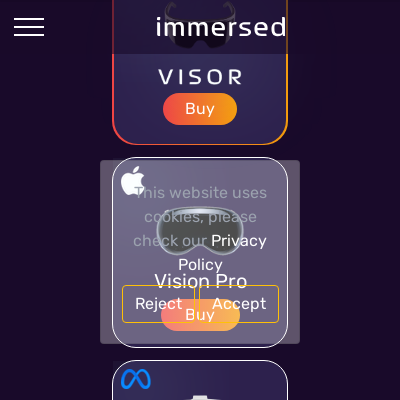 immersed
VISOR
Buy
This website uses
cookies, please
check our Privacy
Policy
Vision Pro
Reject
Accept
Buy